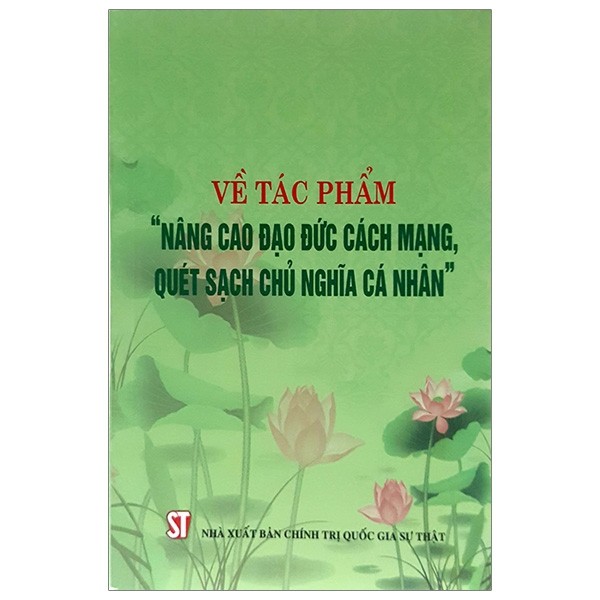 VỀ TÁC PHẨM
“NÂNG CAO ĐẠO ĐỨC CÁCH MẠNG,
QUÉT SẠCH CHỦ NGHĨA CÁ NHÂN”
ST NHÀ XUẤT BẢN CHÍNH TRỊ QUỐC GIA SỰ THẬT